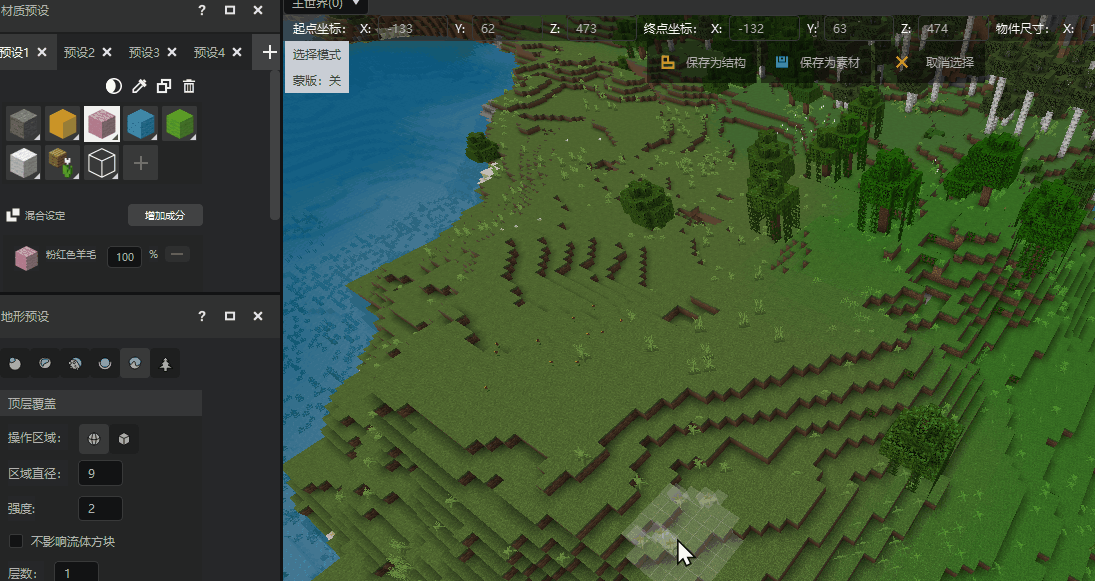 材质预设 ?
主世界(0)
起点坐标: X: -133 Y: 62 Z: 473 终点坐标: X: -132 Y: 63 Z: 474 物件尺寸: X: 1
预设1 预设2 预设3 预设4
选择模式
蒙版: 关
保存为结构 保存为素材 取消选择
混合设定 增加成分
粉红色羊毛 100 %
地形预设 ?
顶层覆盖
操作区域:
区域直径: 9
强度: 2
不影响流体方块
层数: 1